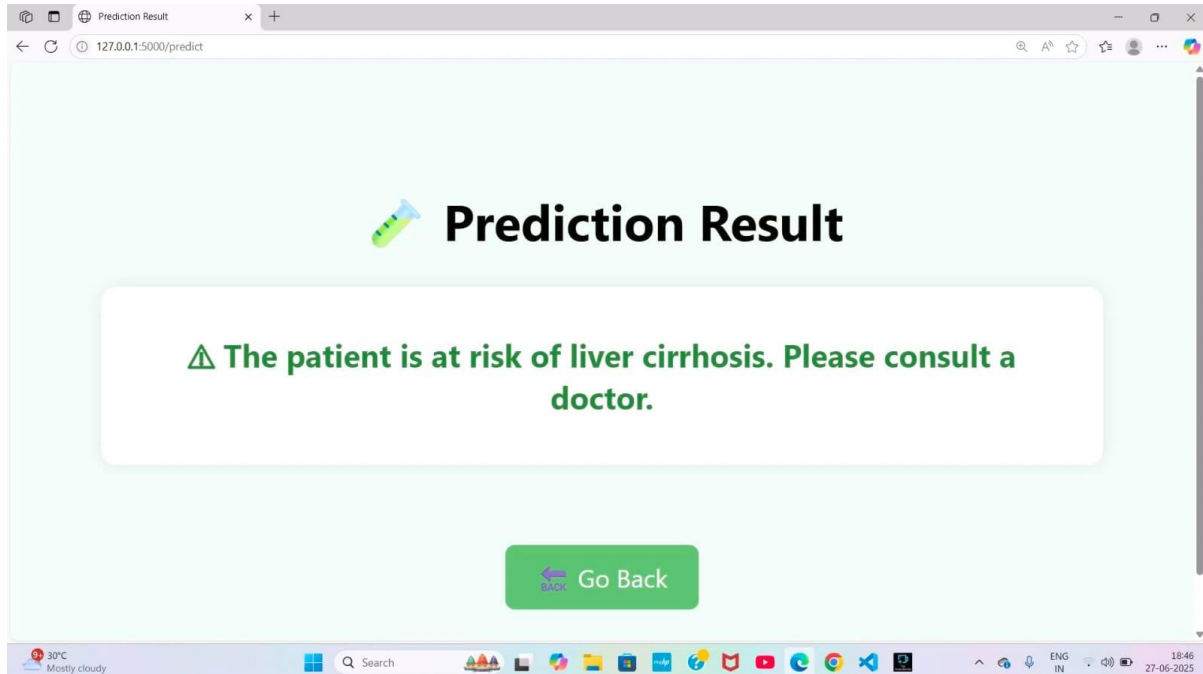 Prediction Result
127.0.0.1:5000/predict
Prediction Result
⚠ The patient is at risk of liver cirrhosis. Please consult a
doctor.
BACK Go Back
9+
30°C
Mostly cloudy
Search
ENG
IN
18:46
27-06-2025